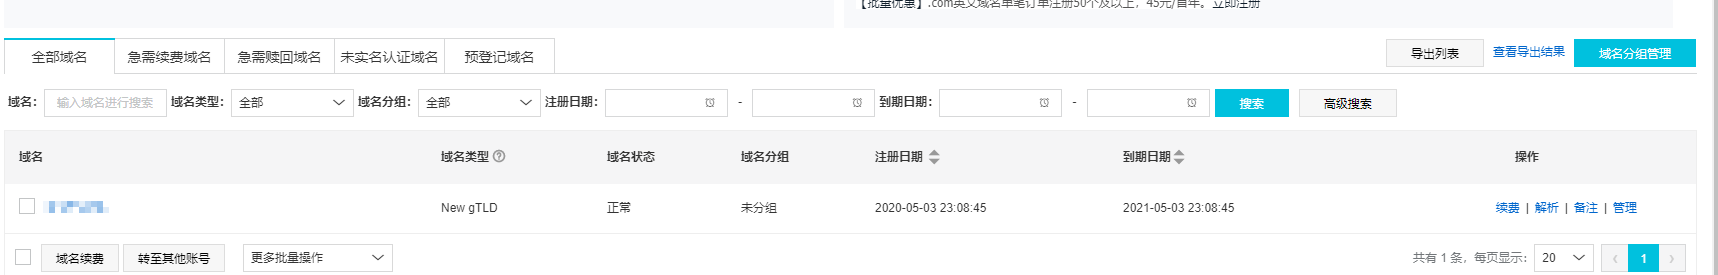 【批量优惠】.com英文域名单笔订单注册50个及以上，45元/首年。立即注册
全部域名 急需续费域名 急需赎回域名 未实名认证域名 预登记域名 导出列表 查看导出结果 域名分组管理
域名： 输入域名进行搜索 域名类型： 全部 域名分组： 全部 注册日期： - 到期日期： - 搜索 高级搜索
域名 域名类型 域名状态 域名分组 注册日期 到期日期 操作
New gTLD 正常 未分组 2020-05-03 23:08:45 2021-05-03 23:08:45 续费 | 解析 | 备注 | 管理
域名续费 转至其他账号 更多批量操作 共有 1 条，每页显示： 20 ‹ 1 ›